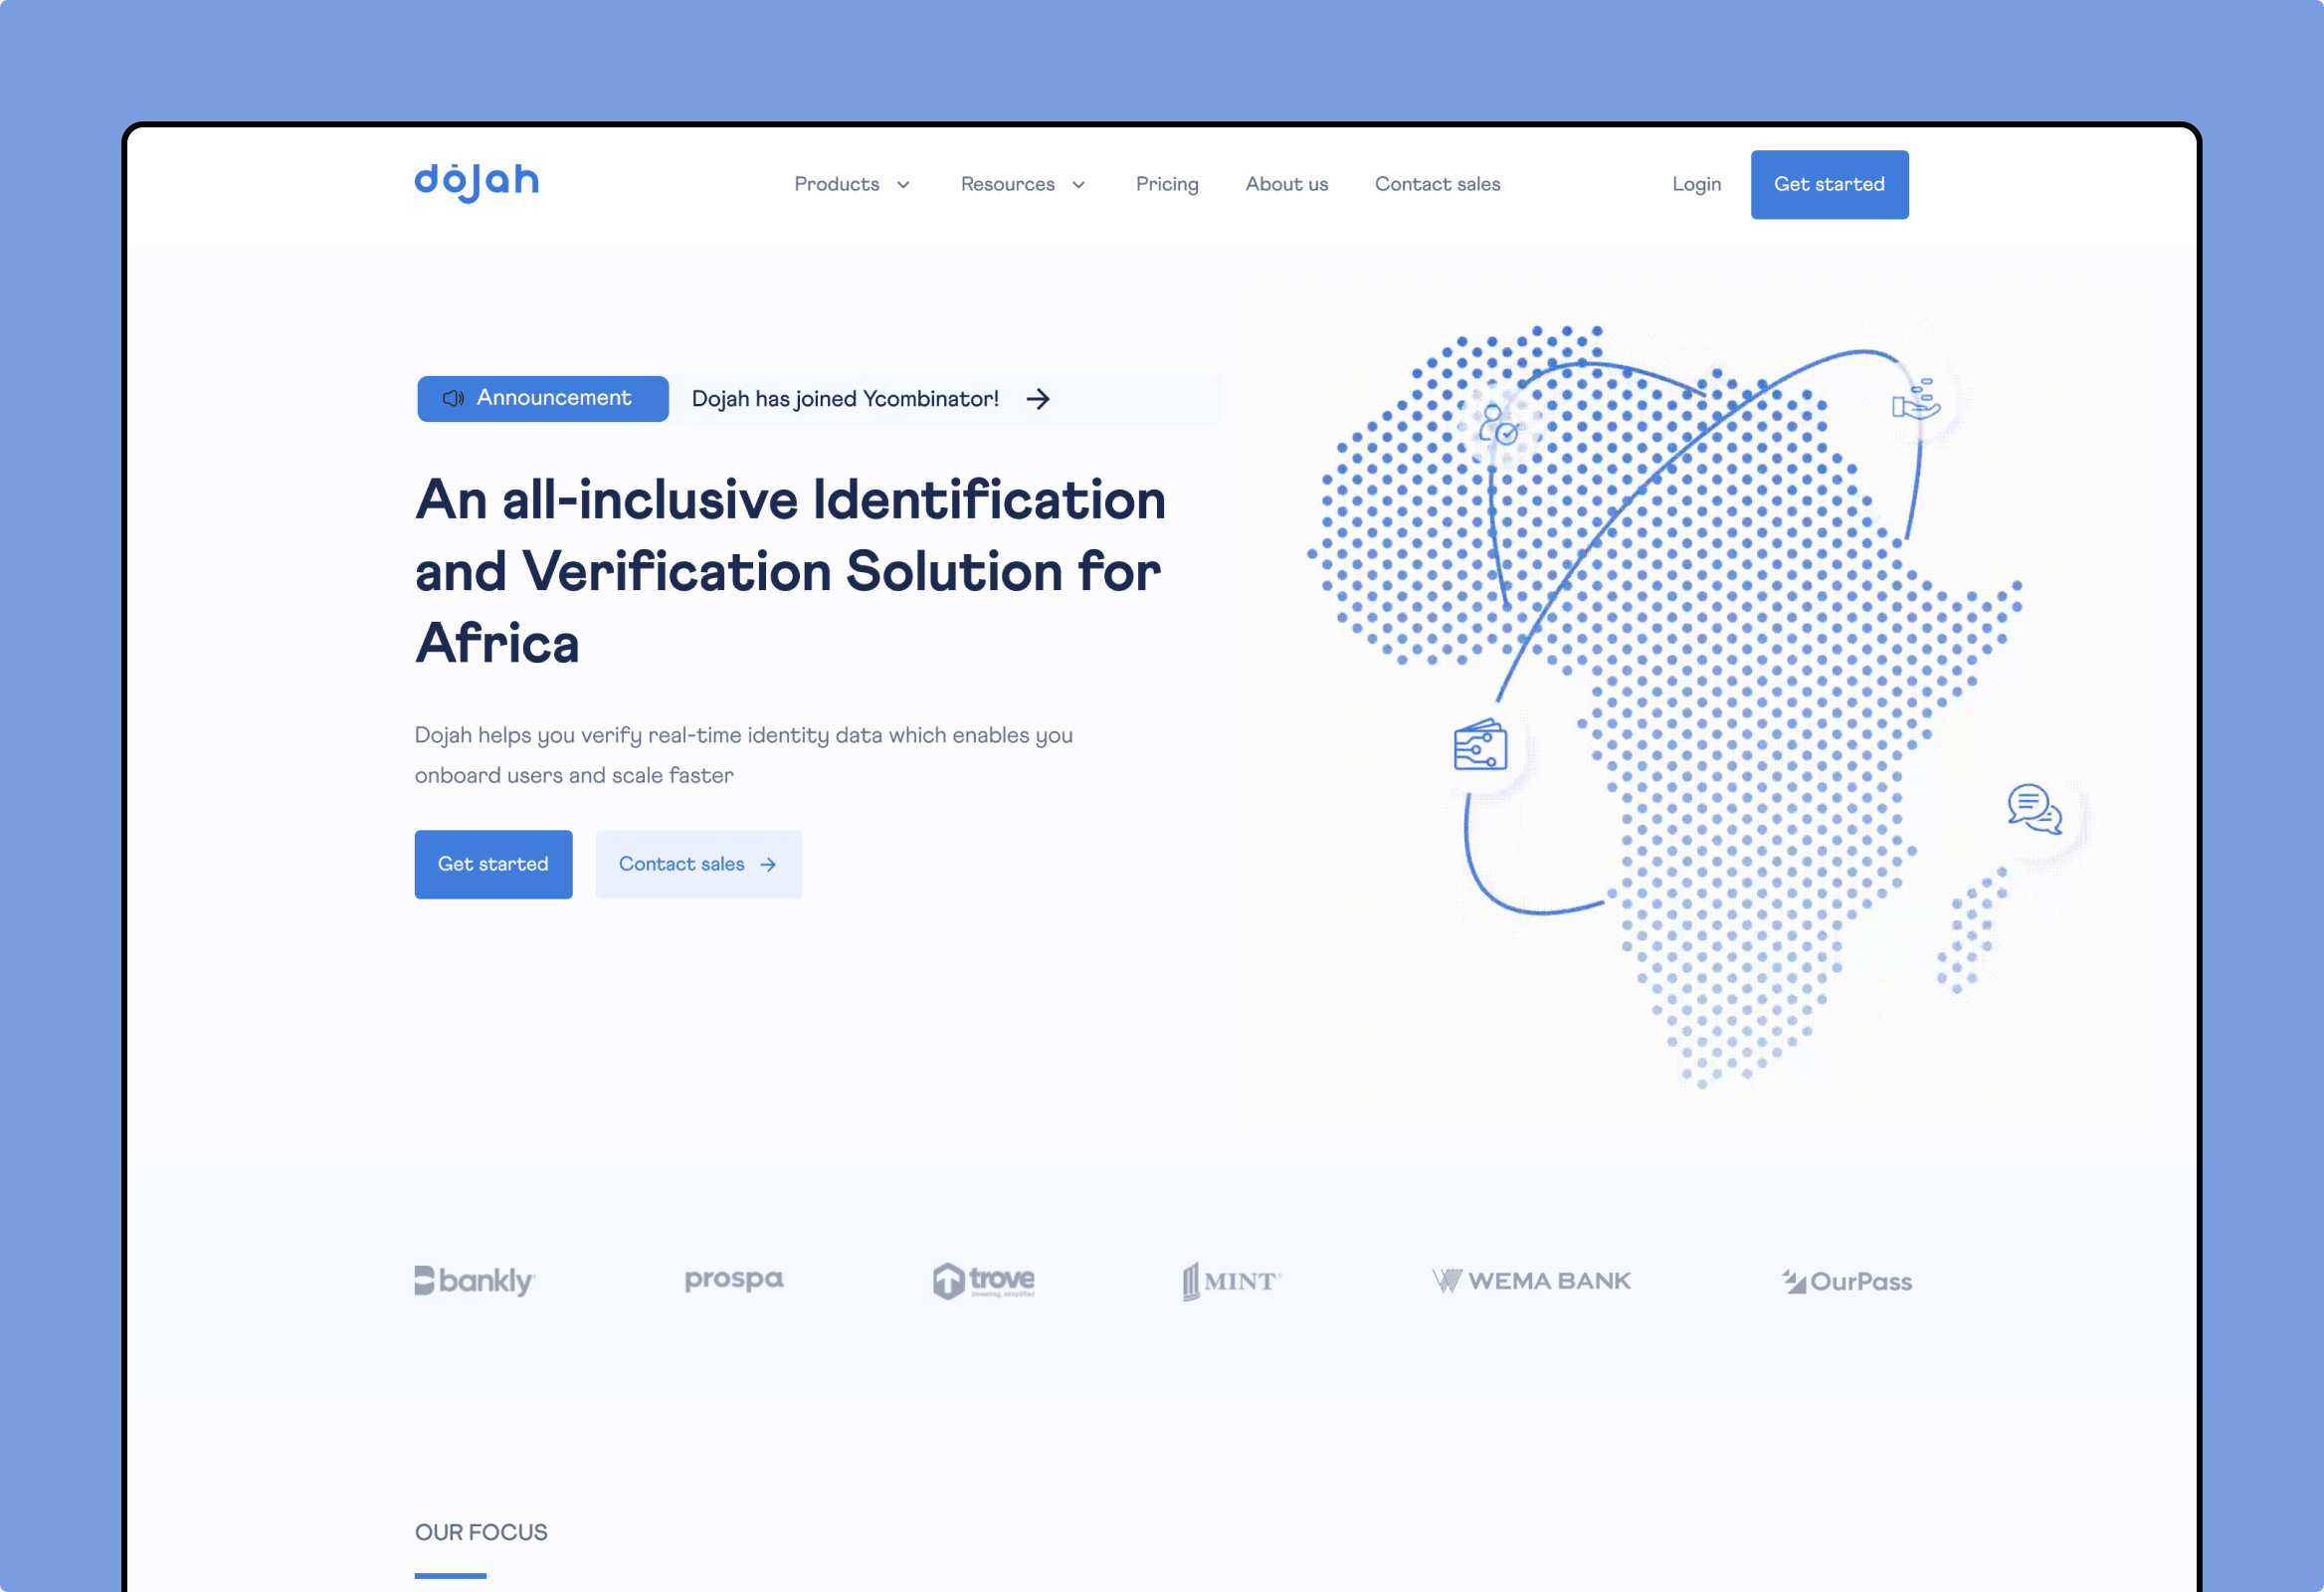 dojah
Products
Resources
Pricing
About us
Contact sales
Login
Get started
Announcement
Dojah has joined Ycombinator!
An all-inclusive Identification
and Verification Solution for
Africa
Dojah helps you verify real-time identity data which enables you
onboard users and scale faster
Get started
Contact sales
bankly
prospa
trove
investing, simplified
MINT
WEMA BANK
OurPass
OUR FOCUS